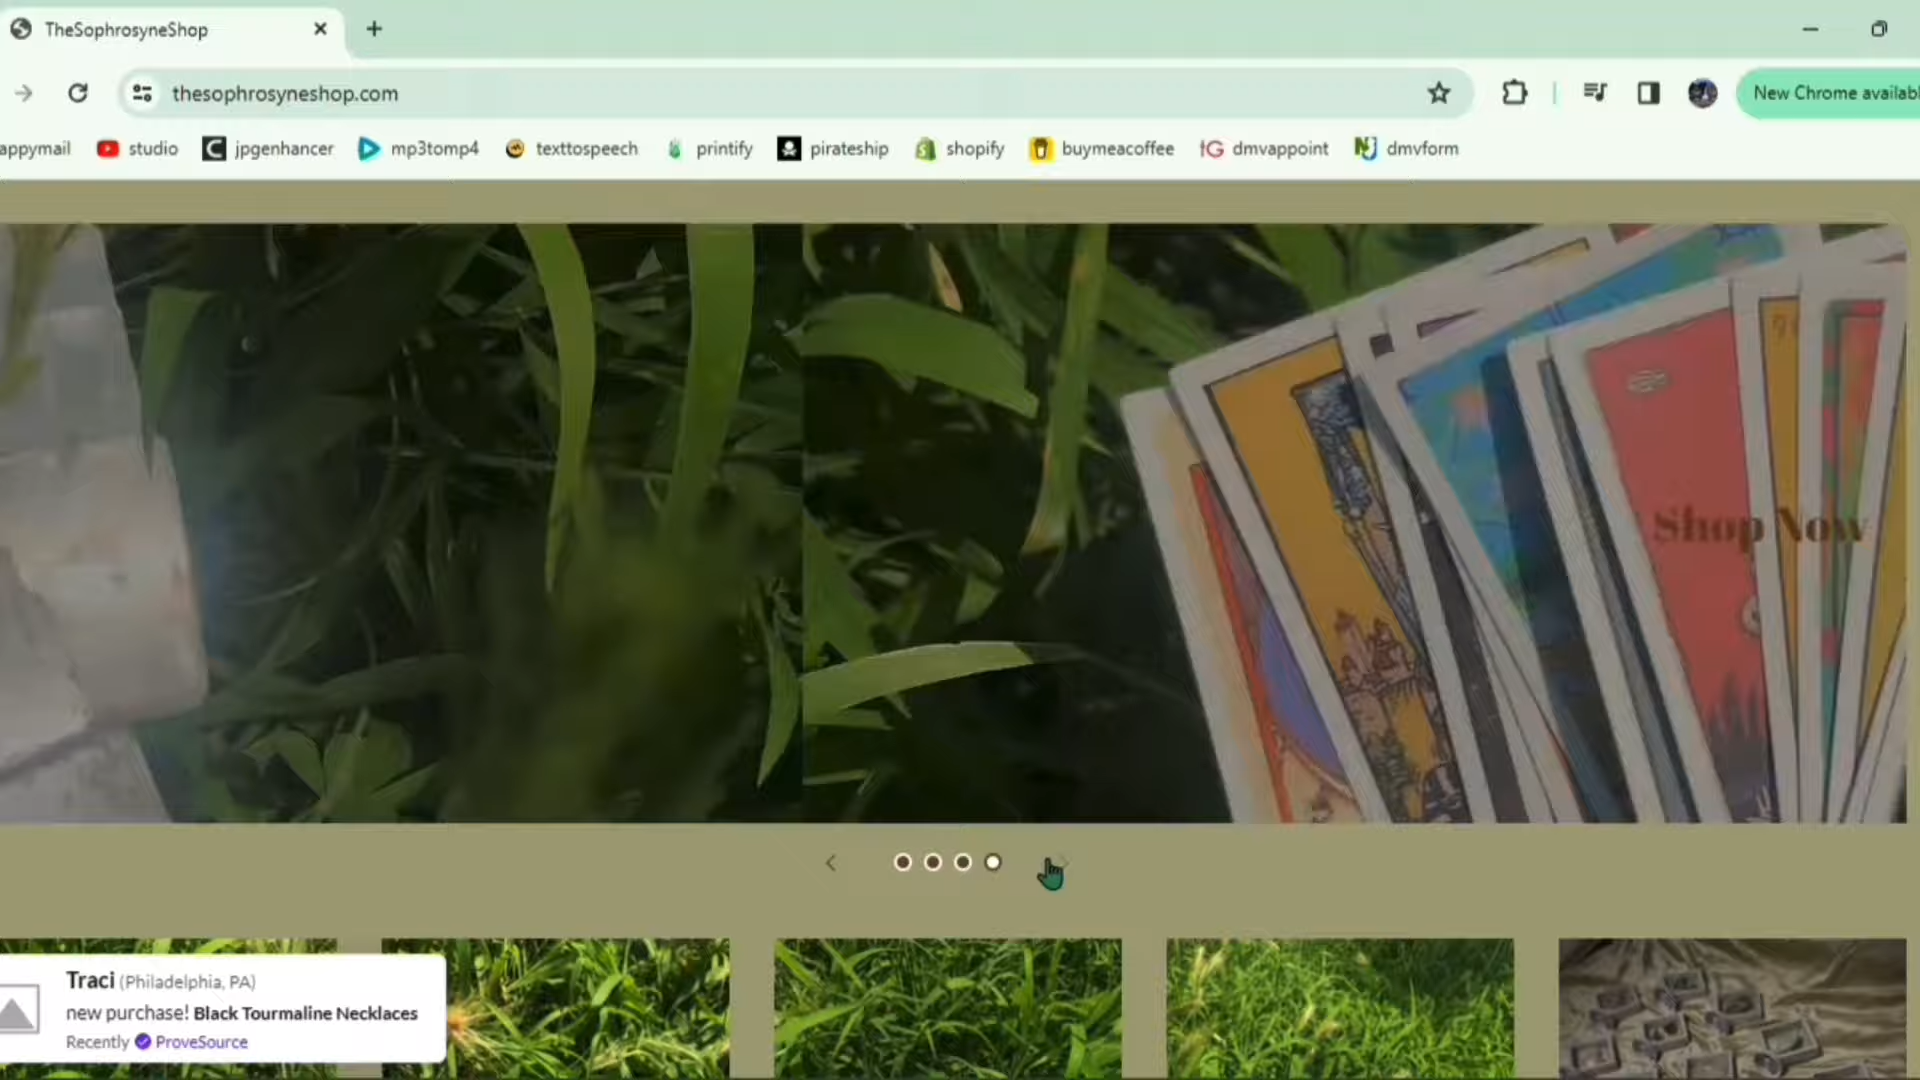 TheSophrosyneShop
thesophrosyneshop.com
New Chrome availabl
appymail studio jpgenhancer mp3tomp4 texttospeech printify pirateship shopify buymeacoffee dmvappoint dmvform
Shop Now
Traci (Philadelphia, PA)
new purchase! Black Tourmaline Necklaces
Recently ProveSource